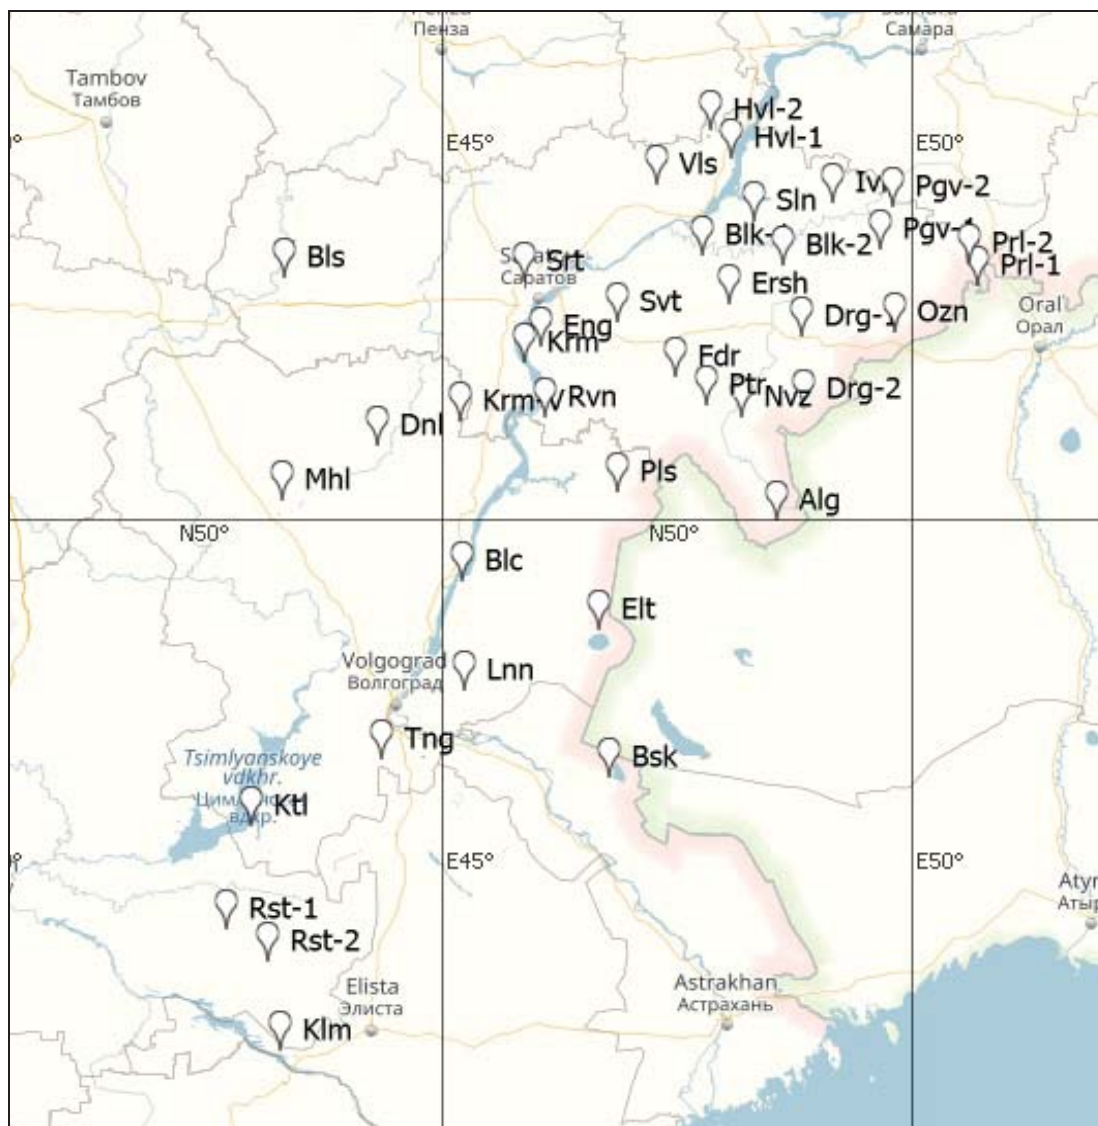 Пенза
Самара
Tambov
Тамбов
Hvl-2
Hvl-1
E45°
E50°
Vls
Sln
Pgv-2
Blk-2
Prl-2
Prl-1
Bls
Srt
Саратов
Ersh
Svt
Ozn
Oral
Орал
Eng
Krm
Fdr
Ptr
Nvz
Drg-2
Rvn
Dnl
Mhl
Pls
Alg
N50°
N50°
Blc
Elt
Volgograd
Волгоград
Lnn
Tng
Bsk
Tsimlyanskoye
vdkhr.
Ktl
вдхр.
E45°
E50°
Rst-1
Rst-2
Elista
Элиста
Astrakhan
Астрахань
Klm